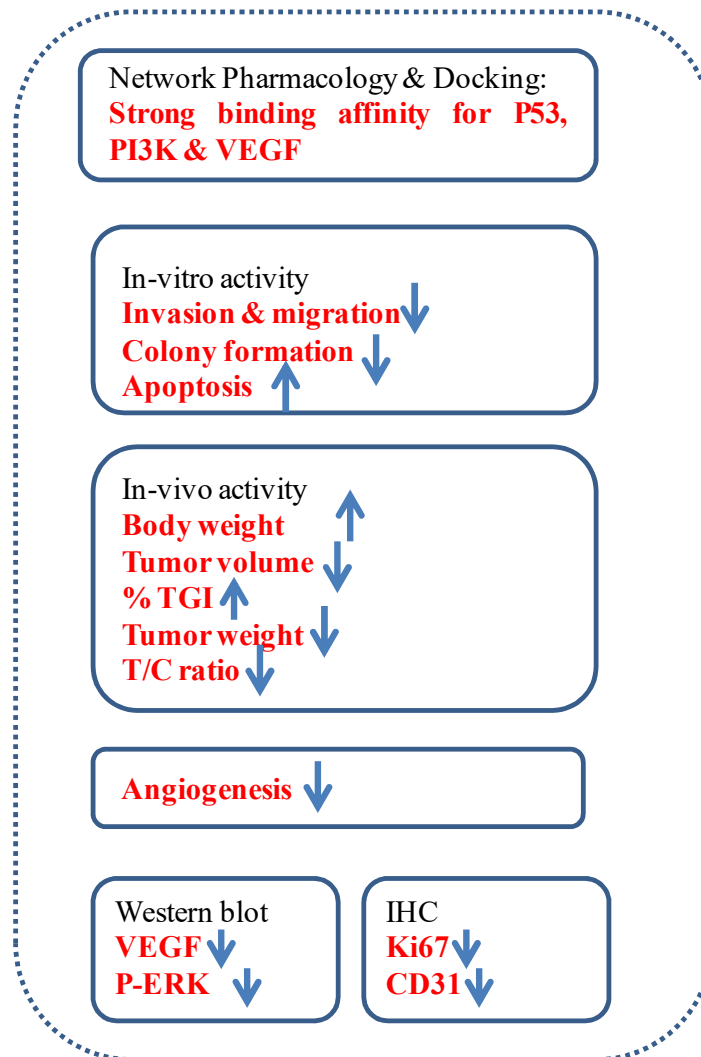 Network Pharmacology & Docking:
Strong binding affinity for P53,
PI3K & VEGF
In-vitro activity
Invasion & migration
Colony formation
Apoptosis
In-vivo activity
Body weight
Tumor volume
% TGI
Tumor weight
T/C ratio
Angiogenesis
Western blot
VEGF
P-ERK
IHC
Ki67
CD31